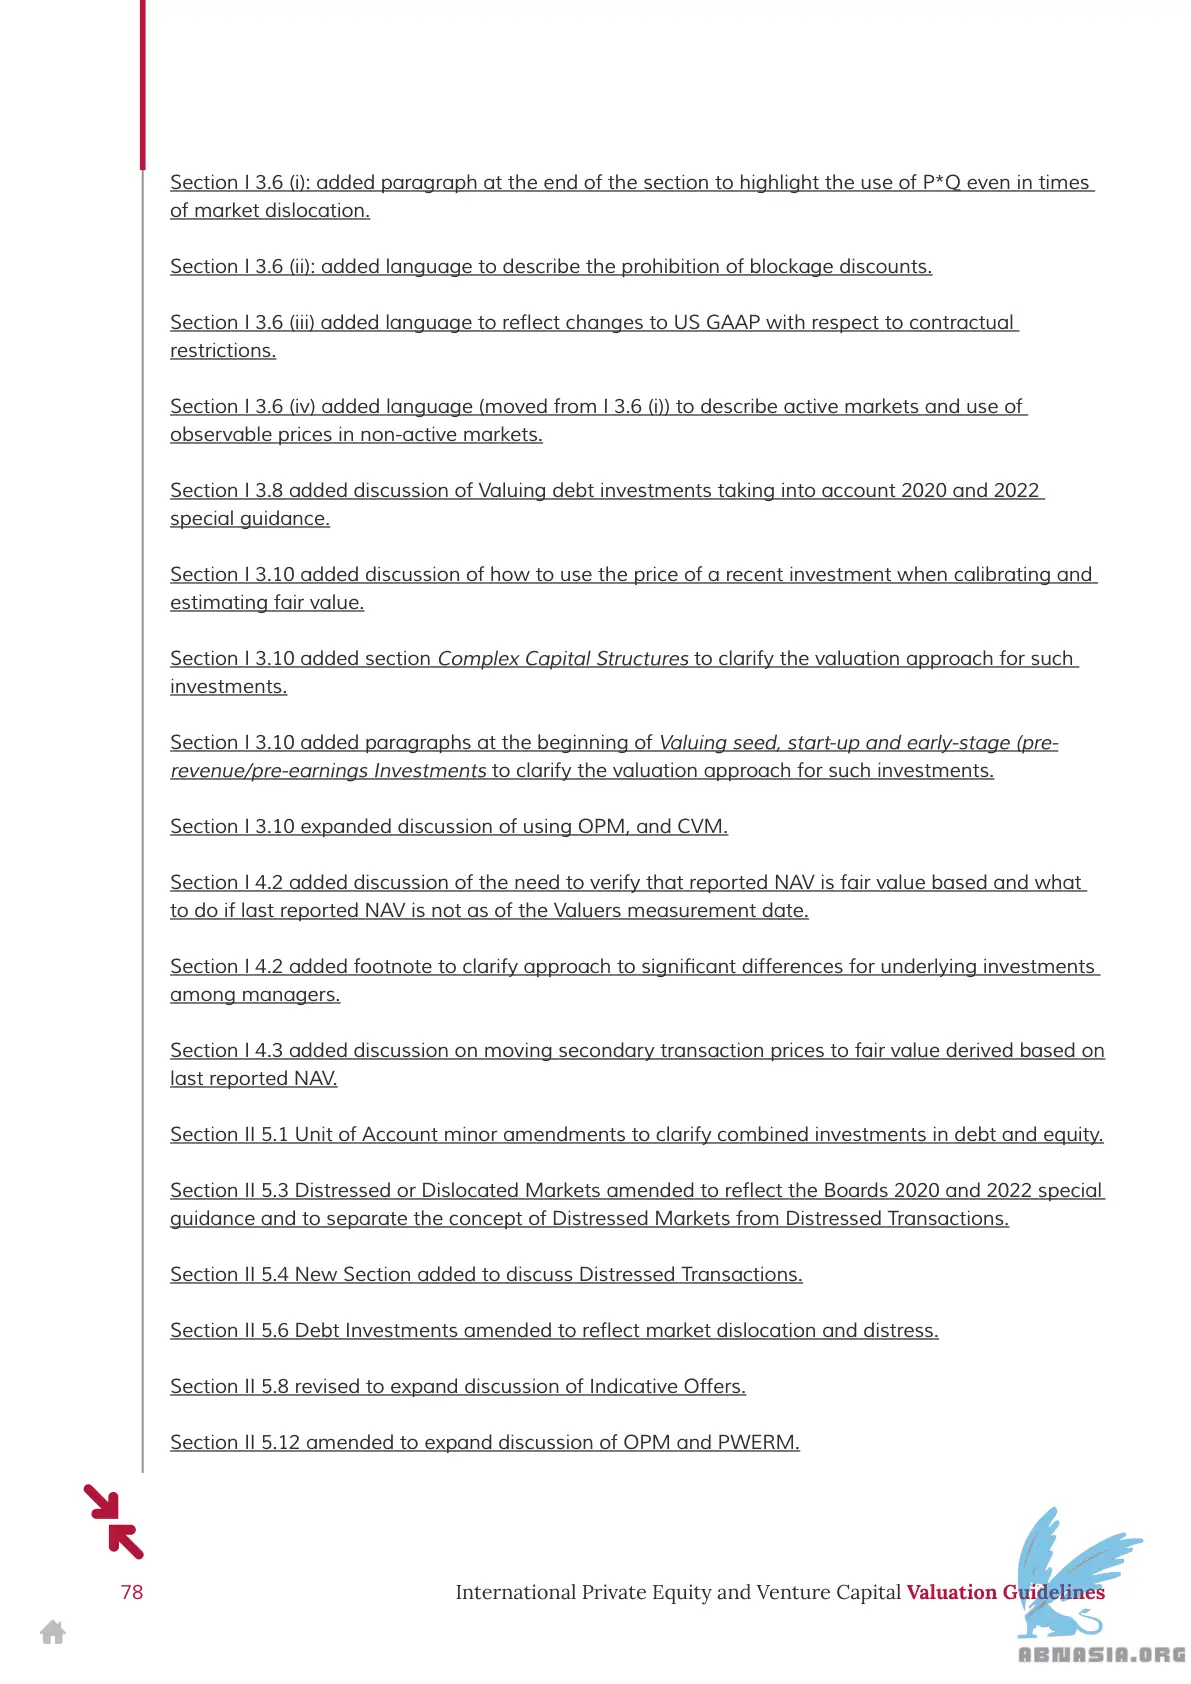 Section I 3.6 (i): added paragraph at the end of the section to highlight the use of P*Q even in times
of market dislocation.
Section I 3.6 (ii): added language to describe the prohibition of blockage discounts.
Section I 3.6 (iii) added language to reflect changes to US GAAP with respect to contractual
restrictions.
Section I 3.6 (iv) added language (moved from I 3.6 (i)) to describe active markets and use of
observable prices in non-active markets.
Section I 3.8 added discussion of Valuing debt investments taking into account 2020 and 2022
special guidance.
Section I 3.10 added discussion of how to use the price of a recent investment when calibrating and
estimating fair value.
Section I 3.10 added section Complex Capital Structures to clarify the valuation approach for such
investments.
Section I 3.10 added paragraphs at the beginning of Valuing seed, start-up and early-stage (pre-
revenue/pre-earnings Investments to clarify the valuation approach for such investments.
Section I 3.10 expanded discussion of using OPM, and CVM.
Section I 4.2 added discussion of the need to verify that reported NAV is fair value based and what
to do if last reported NAV is not as of the Valuers measurement date.
Section I 4.2 added footnote to clarify approach to significant differences for underlying investments
among managers.
Section I 4.3 added discussion on moving secondary transaction prices to fair value derived based on
last reported NAV.
Section II 5.1 Unit of Account minor amendments to clarify combined investments in debt and equity.
Section II 5.3 Distressed or Dislocated Markets amended to reflect the Boards 2020 and 2022 special
guidance and to separate the concept of Distressed Markets from Distressed Transactions.
Section II 5.4 New Section added to discuss Distressed Transactions.
Section II 5.6 Debt Investments amended to reflect market dislocation and distress.
Section II 5.8 revised to expand discussion of Indicative Offers.
Section II 5.12 amended to expand discussion of OPM and PWERM.
78
International Private Equity and Venture Capital Valuation Guidelines
ABNASIA.ORG